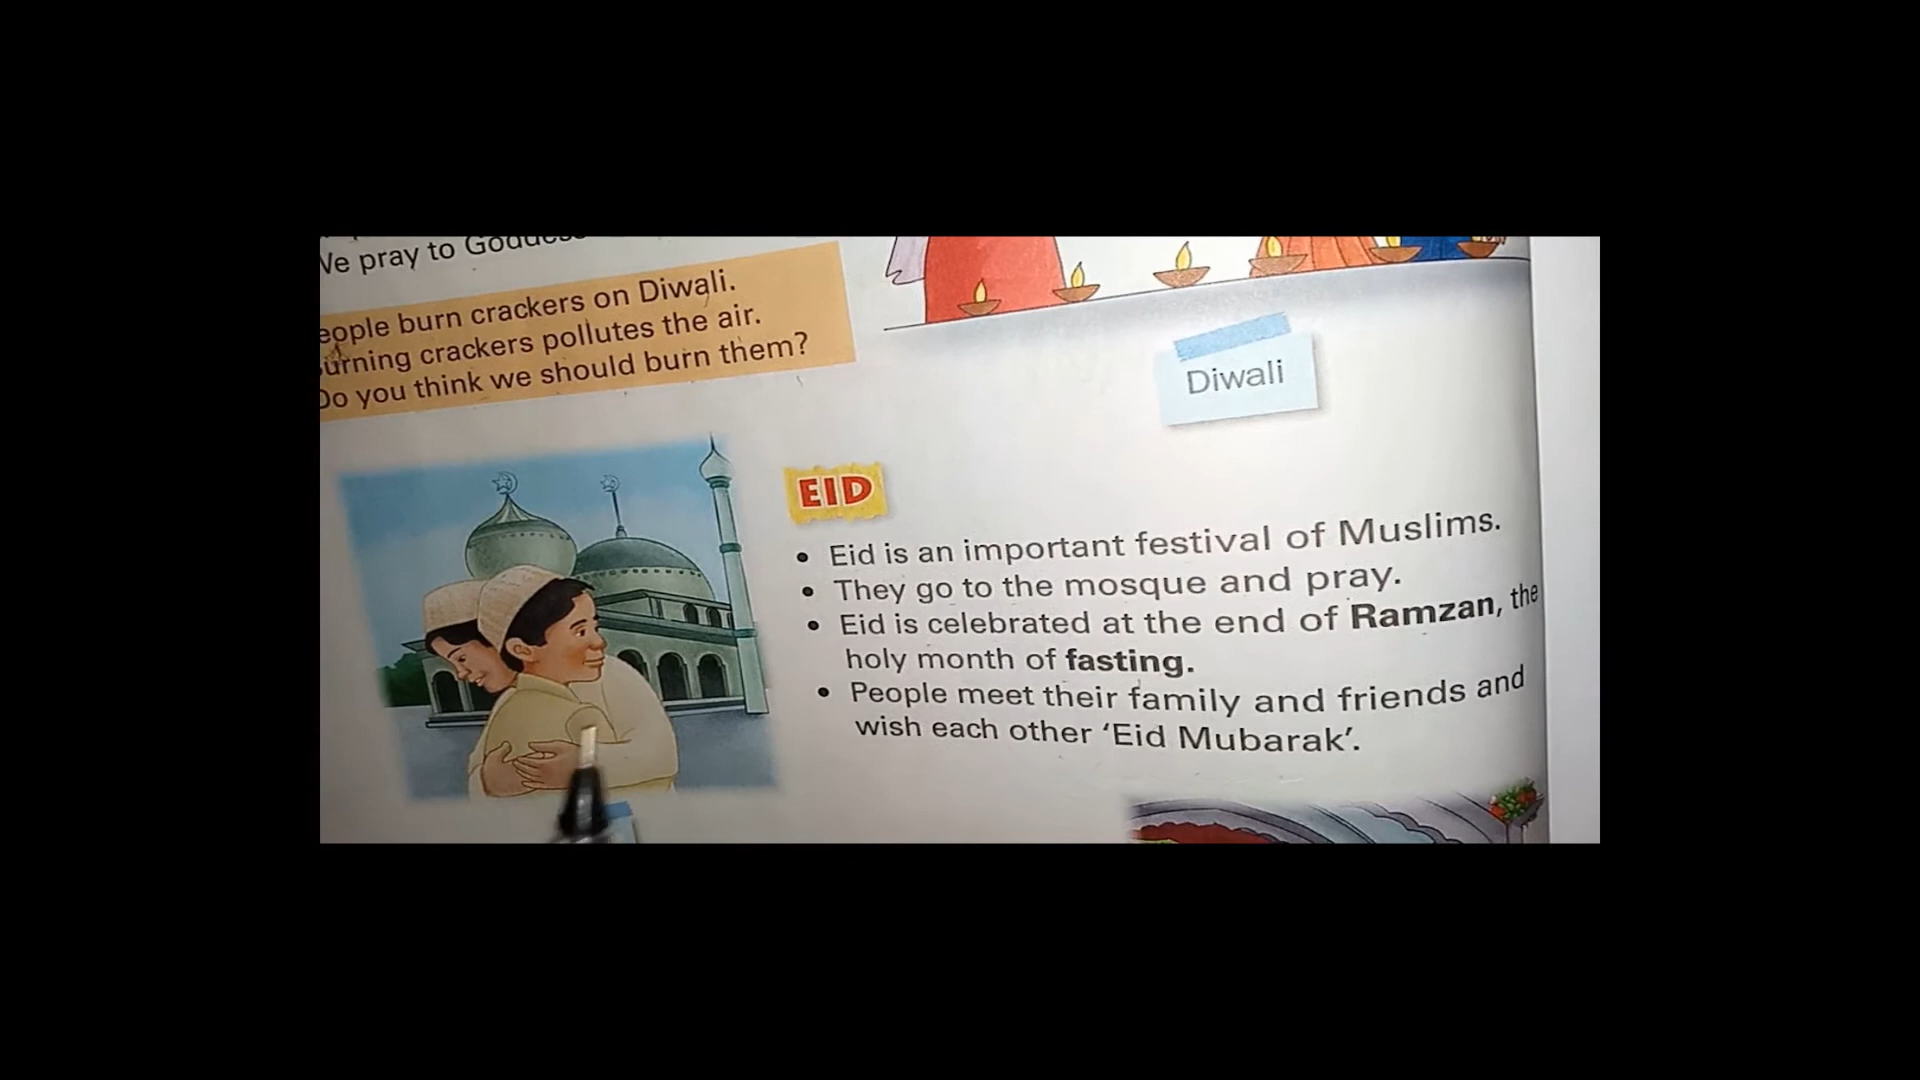 We pray to Goddess
eople burn crackers on Diwali.
urning crackers pollutes the air.
Do you think we should burn them?
Diwali
EID
• Eid is an important festival of Muslims.
• They go to the mosque and pray.
• Eid is celebrated at the end of Ramzan, the
holy month of fasting.
• People meet their family and friends and
wish each other ‘Eid Mubarak’.